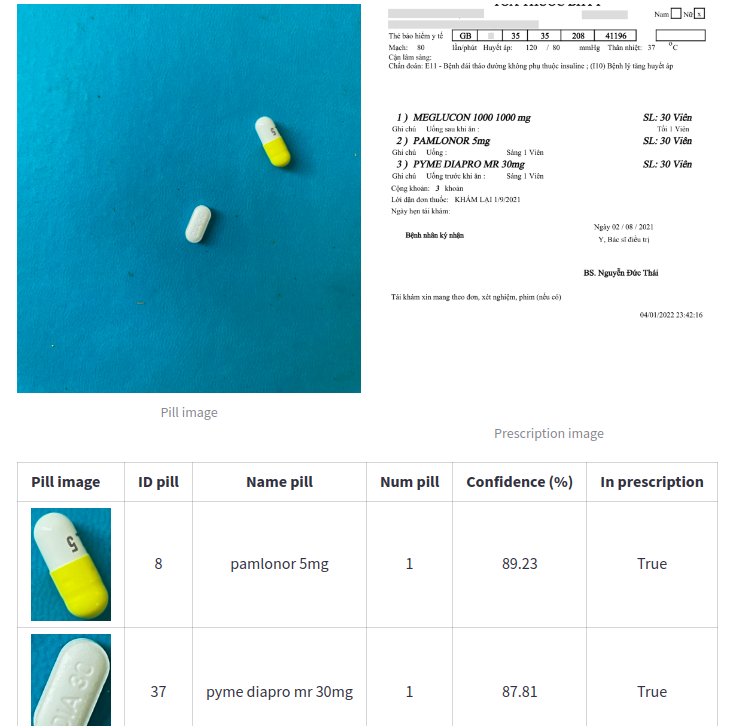 TOA THUỐC BHYT
Nam Nữ x
Thẻ bảo hiểm y tế GB 35 35 208 41196
Mạch: 80 lần/phút Huyết áp: 120 / 80 mmHg Thân nhiệt: 37 °C
Cận lâm sàng:
Chẩn đoán: E11 - Bệnh đái tháo đường không phụ thuộc insuline ; (I10) Bệnh lý tăng huyết áp
1 ) MEGLUCON 1000 1000 mg SL: 30 Viên
Ghi chú Uống sau khi ăn : Tối 1 Viên
2 ) PAMLONOR 5mg SL: 30 Viên
Ghi chú Uống : Sáng 1 Viên
3 ) PYME DIAPRO MR 30mg SL: 30 Viên
Ghi chú Uống trước khi ăn : Sáng 1 Viên
Cộng khoản: 3 khoản
Lời dặn đơn thuốc: KHÁM LẠI 1/9/2021
Ngày hẹn tái khám:
Ngày 02 / 08 / 2021
Bệnh nhân ký nhận
Y, Bác sĩ điều trị
BS. Nguyễn Đức Thái
Tái khám xin mang theo đơn, xét nghiệm, phim (nếu có)
04/01/2022 23:42:16
5
Pill image
Prescription image
Pill image ID pill Name pill Num pill Confidence (%) In prescription
5
8 pamlonor 5mg 1 89.23 True
DIA 30
37 pyme diapro mr 30mg 1 87.81 True